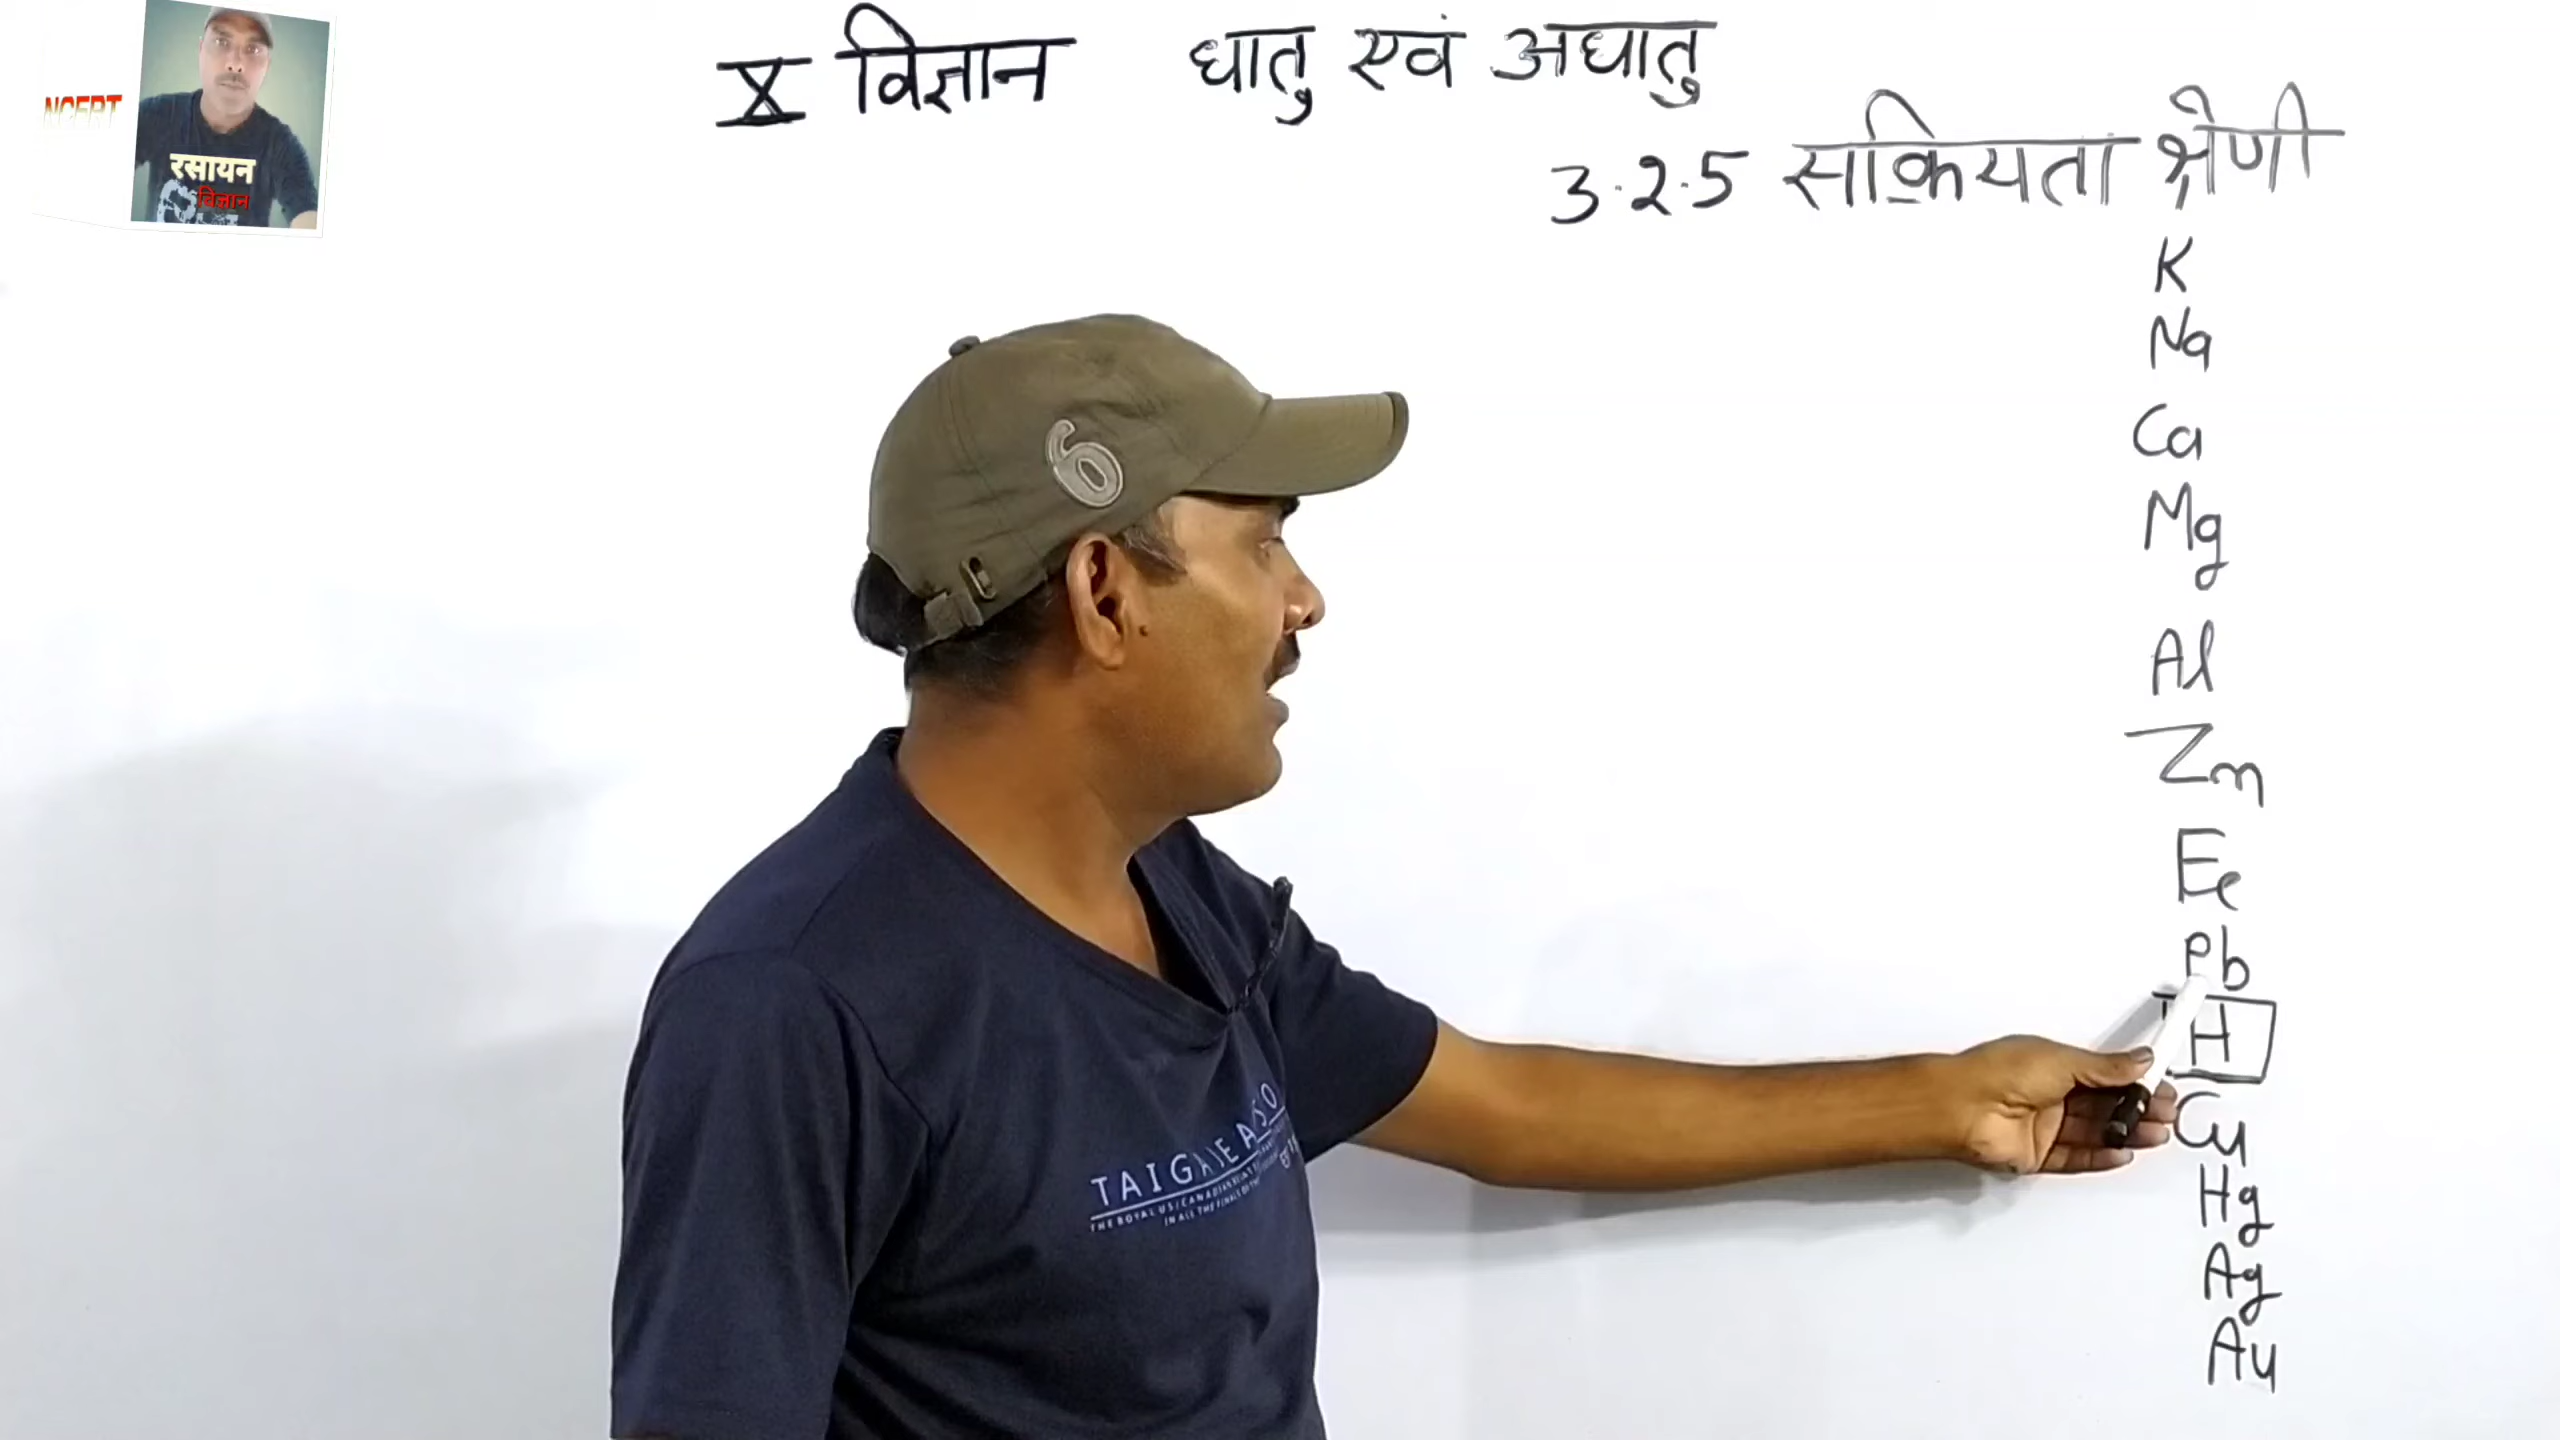 X विज्ञान धातु एवं अधातु
3.2.5 सक्रियता श्रेणी
NCERT
रसायन
विज्ञान
K
Na
Ca
Mg
Al
Zn
Fe
Pb
H
Cu
Hg
Ag
Au
6